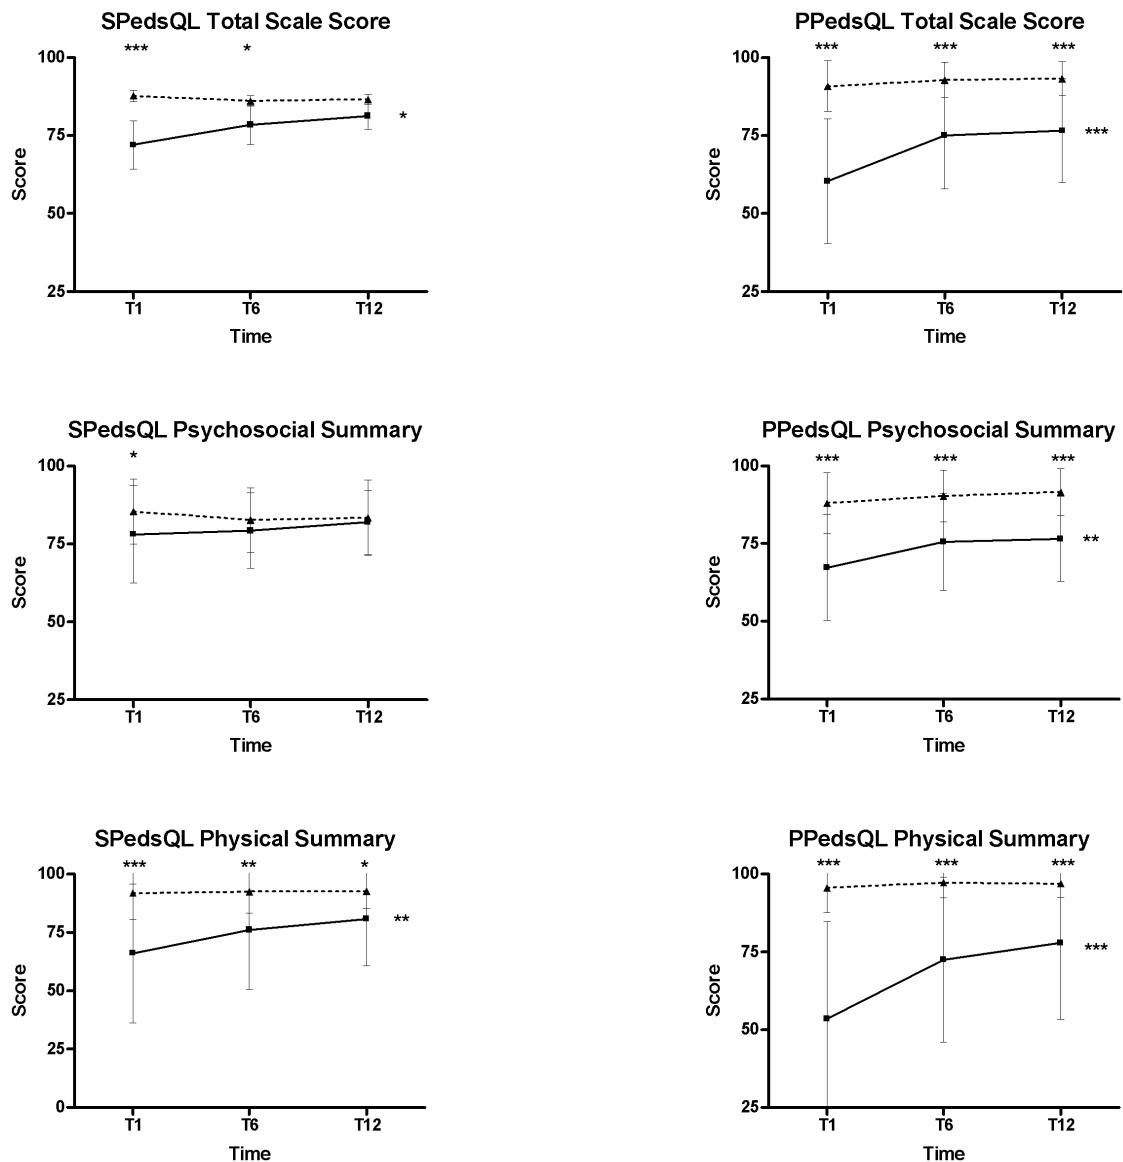 SPedsQL Total Scale Score
*** *
100
75
50
25
Score
*
T1 T6 T12
Time
PPedsQL Total Scale Score
*** *** ***
100
75
50
25
Score
***
T1 T6 T12
Time
SPedsQL Psychosocial Summary
*
100
75
50
25
Score
T1 T6 T12
Time
PPedsQL Psychosocial Summary
*** *** ***
100
75
50
25
Score
**
T1 T6 T12
Time
SPedsQL Physical Summary
*** ** *
100
75
50
25
0
Score
**
T1 T6 T12
Time
PPedsQL Physical Summary
*** *** ***
100
75
50
25
Score
***
T1 T6 T12
Time